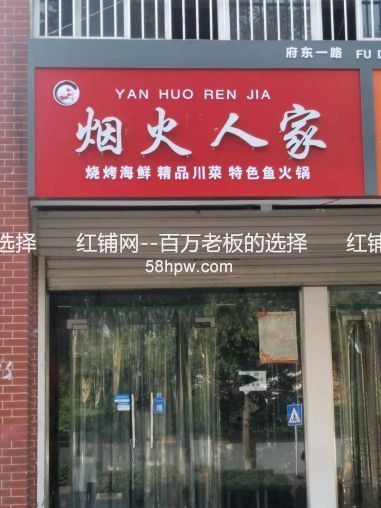 府东一路 FU D
YAN HUO REN JIA
烟火人家
烧烤海鲜 精品川菜 特色鱼火锅
选择 红铺网--百万老板的选择 红铺
58hpw.com